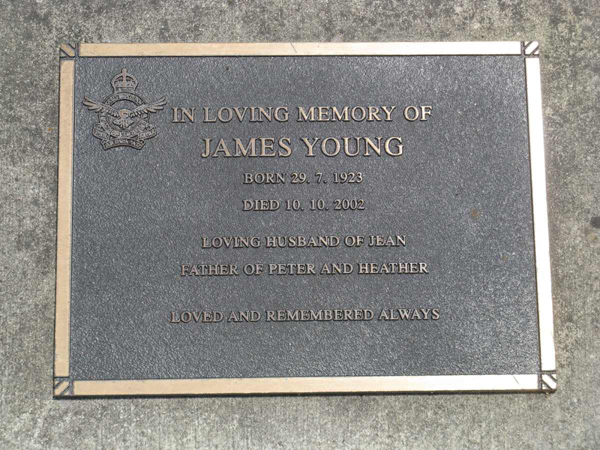 IN LOVING MEMORY OF
JAMES YOUNG
BORN 29. 7. 1923
DIED 10. 10. 2002
LOVING HUSBAND OF JEAN
FATHER OF PETER AND HEATHER
LOVED AND REMEMBERED ALWAYS